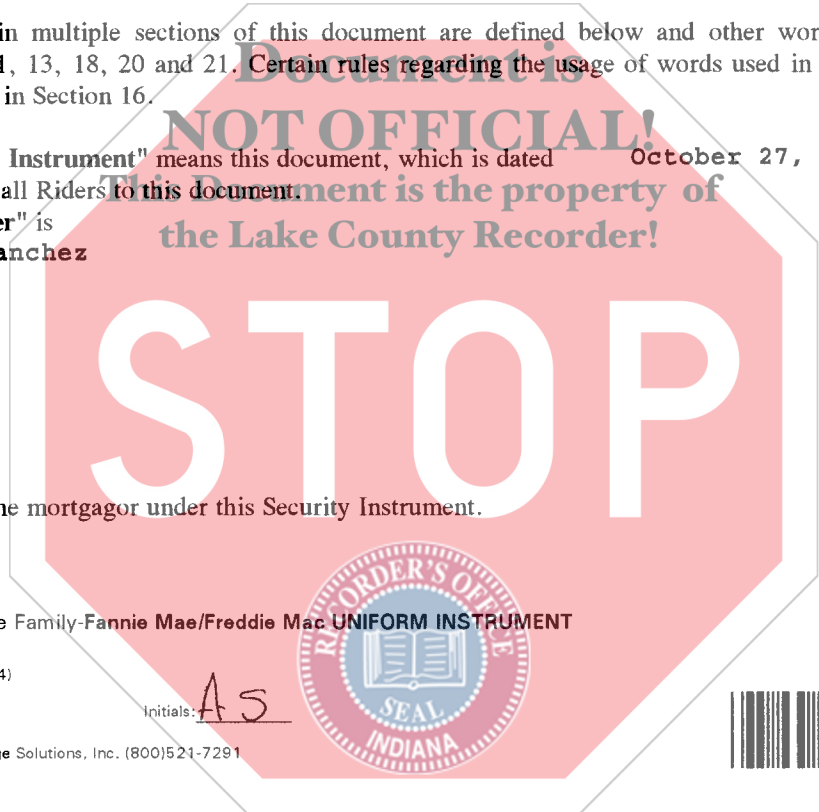 in multiple sections of this document are defined below and other wor
, 13, 18, 20 and 21. Certain rules regarding the usage of words used in
in Section 16.
Document is
NOT OFFICIAL!
Instrument" means this document, which is dated October 27,
all Riders to this document.
This Document is the property of
er" is
the Lake County Recorder!
anchez
STOP
he mortgagor under this Security Instrument.
RECORDER'S OFFICE
SEAL
INDIANA
e Family-Fannie Mae/Freddie Mac UNIFORM INSTRUMENT
4)
Initials: AS
ge Solutions, Inc. (800)521-7291